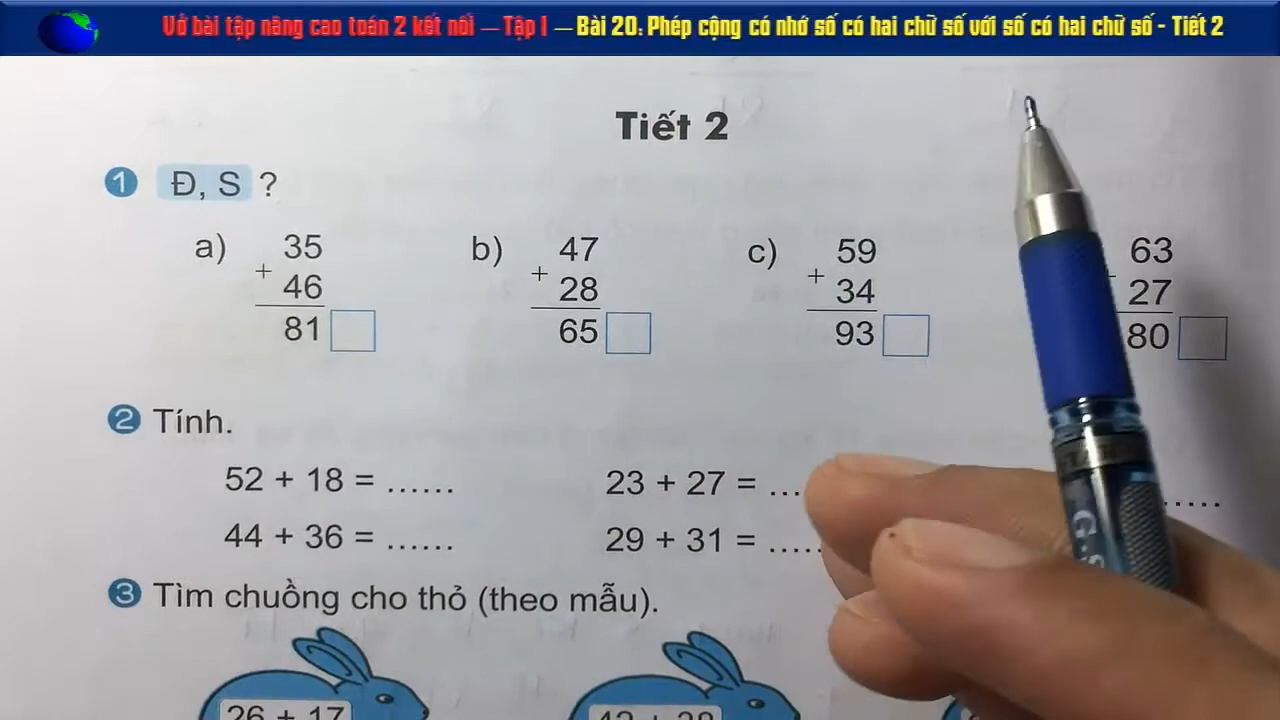 Vở bài tập nâng cao toán 2 kết nối – Tập 1 – Bài 20: Phép cộng có nhớ số có hai chữ số với số có hai chữ số - Tiết 2
Tiết 2
1 Đ, S ?
a) 35 + 46 81
b) 47 + 28 65
c) 59 + 34 93
63 27 80
2 Tính.
52 + 18 = ...... 23 + 27 = ... .....
44 + 36 = ...... 29 + 31 = .....
3 Tìm chuồng cho thỏ (theo mẫu).
26 + 17